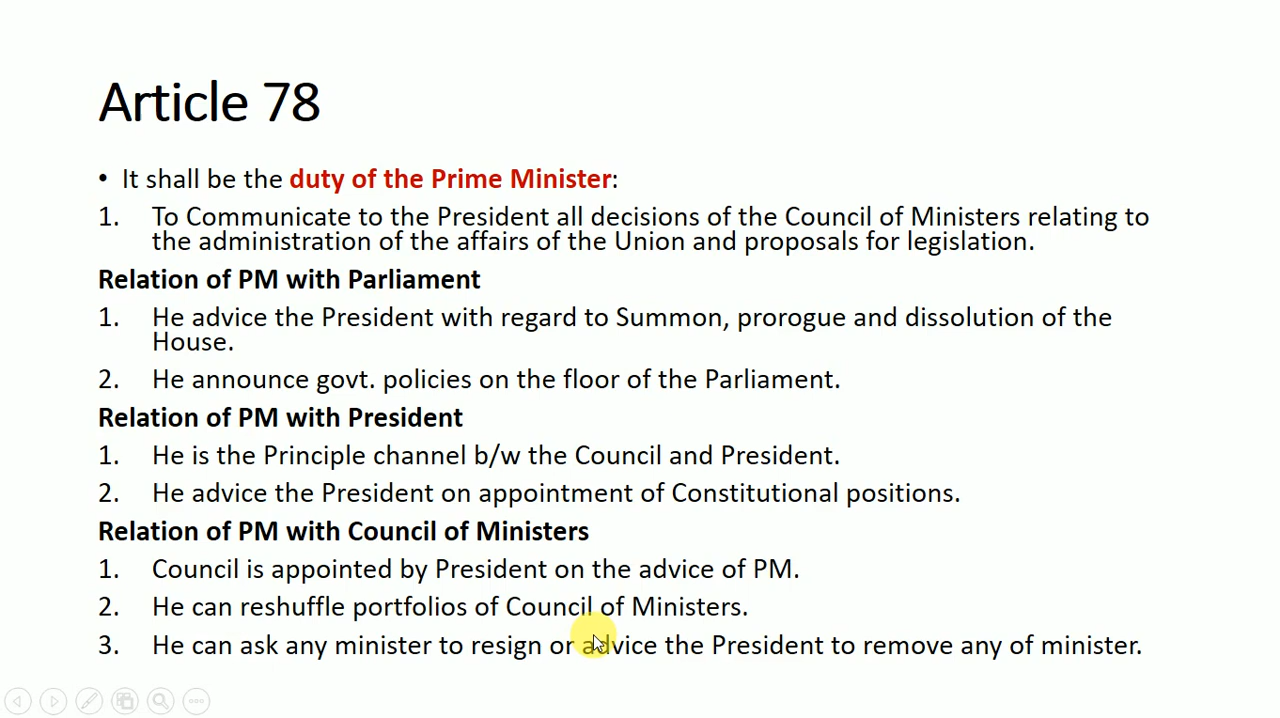 Article 78
• It shall be the duty of the Prime Minister:
1. To Communicate to the President all decisions of the Council of Ministers relating to
the administration of the affairs of the Union and proposals for legislation.
Relation of PM with Parliament
1. He advice the President with regard to Summon, prorogue and dissolution of the
House.
2. He announce govt. policies on the floor of the Parliament.
Relation of PM with President
1. He is the Principle channel b/w the Council and President.
2. He advice the President on appointment of Constitutional positions.
Relation of PM with Council of Ministers
1. Council is appointed by President on the advice of PM.
2. He can reshuffle portfolios of Council of Ministers.
3. He can ask any minister to resign or advice the President to remove any of minister.